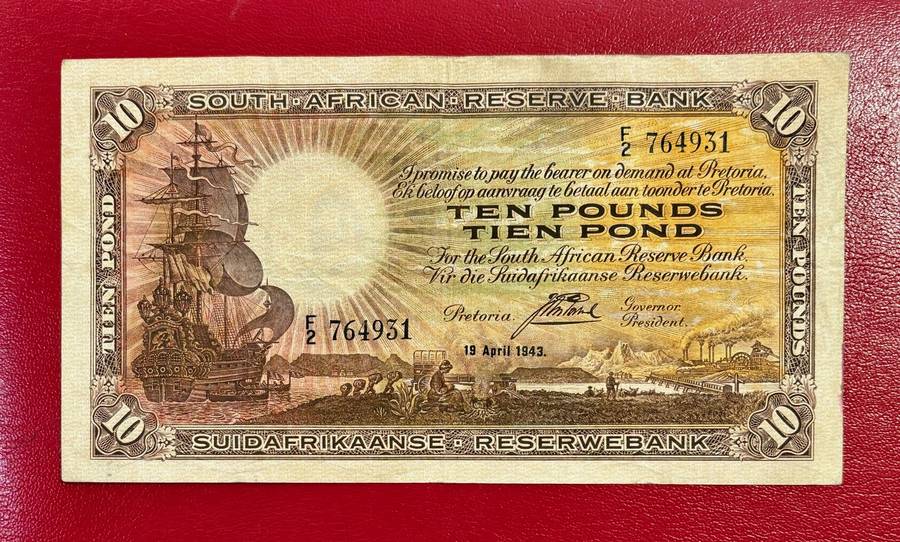 10 SOUTH·AFRICAN·RESERVE·BANK 10
F/2 764931
I promise to pay the bearer on demand at Pretoria.
Ek beloof op aanvraag te betaal aan toonder te Pretoria.
TEN POUNDS
TIEN POND
For the South African Reserve Bank.
Vir die Suidafrikaanse Reserwebank.
Pretoria. Governor.
President.
F/2 764931
19 April 1943.
TIEN POND
TEN POUNDS
10 SUIDAFRIKAANSE · RESERWEBANK 10